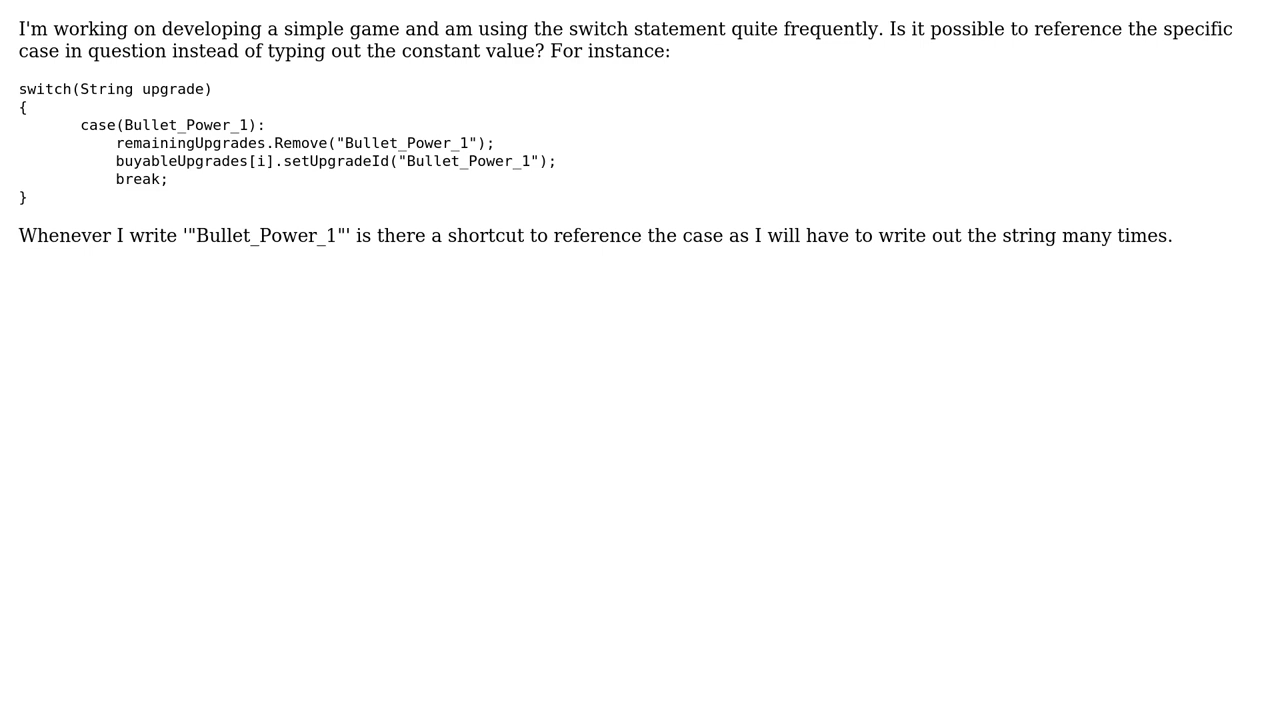 I'm working on developing a simple game and am using the switch statement quite frequently. Is it possible to reference the specific
case in question instead of typing out the constant value? For instance:
switch(String upgrade)
{
       case(Bullet_Power_1):
           remainingUpgrades.Remove("Bullet_Power_1");
           buyableUpgrades[i].setUpgradeId("Bullet_Power_1");
           break;
}
Whenever I write '"Bullet_Power_1"' is there a shortcut to reference the case as I will have to write out the string many times.